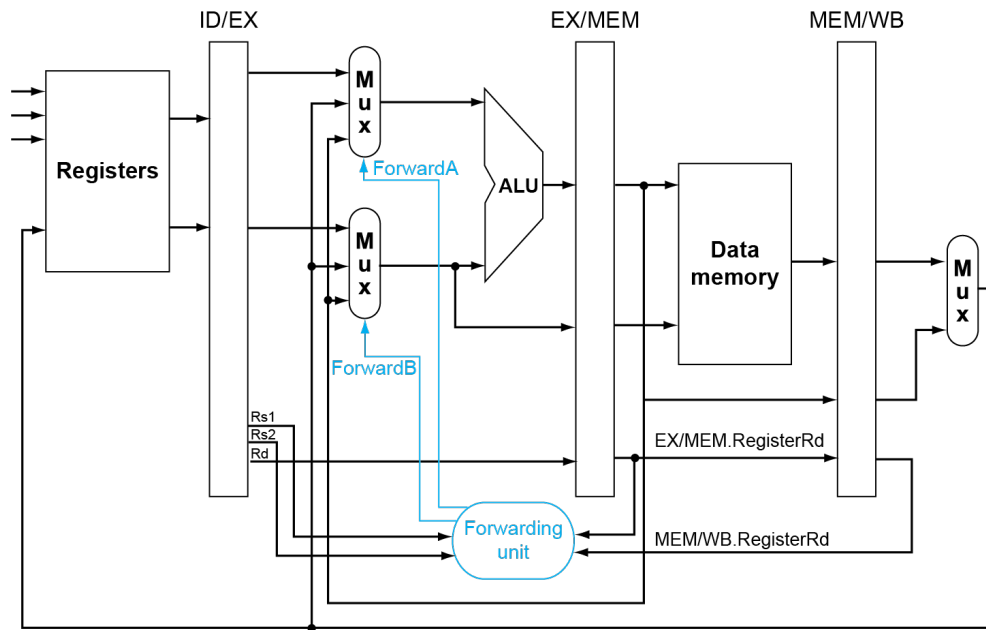 ID/EX
EX/MEM
MEM/WB
Mux
Registers
ForwardA
ALU
Mux
Data
memory
Mux
ForwardB
Rs1
Rs2
Rd
EX/MEM.RegisterRd
Forwarding
unit
MEM/WB.RegisterRd